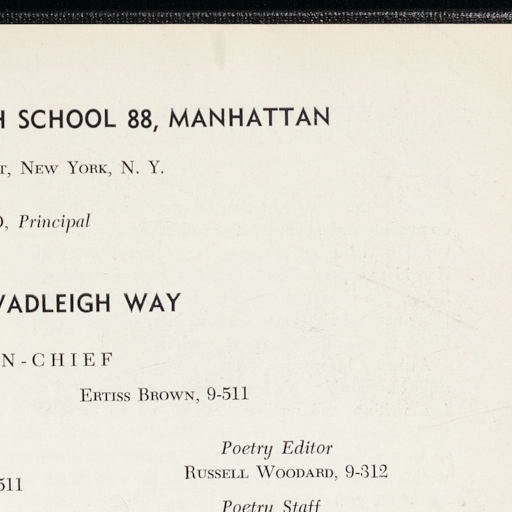 H SCHOOL 88, MANHATTAN
T, NEW YORK, N. Y.
, Principal
WADLEIGH WAY
N-CHIEF
ERTISS BROWN, 9-511
Poetry Editor
RUSSELL WOODARD, 9-312
511
Poetry Staff